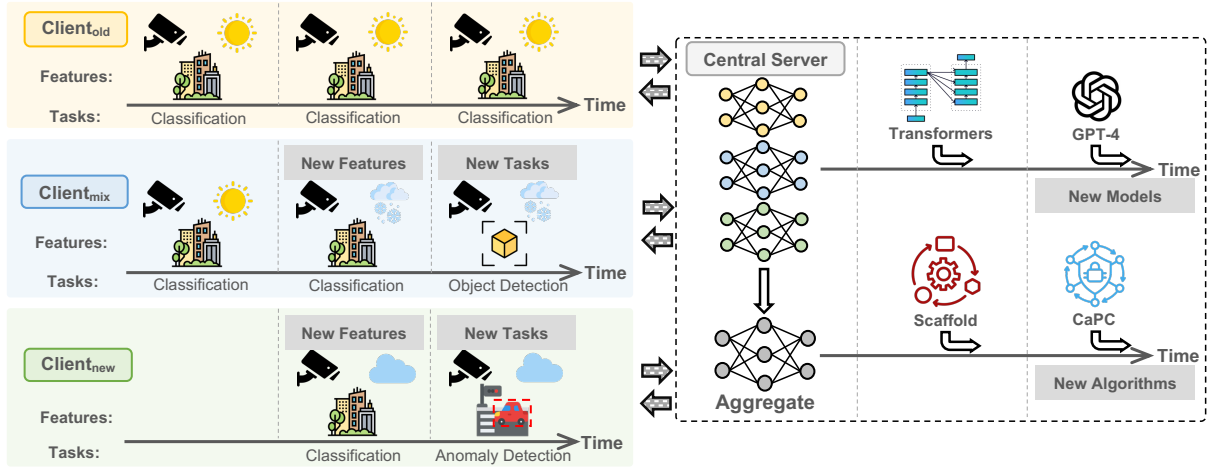 Client_old
Features:
Time
Tasks:
Classification
Classification
Classification
New Features
New Tasks
Client_mix
Features:
Time
Tasks:
Classification
Classification
Object Detection
New Features
New Tasks
Client_new
Features:
Time
Tasks:
Classification
Anomaly Detection
Central Server
Transformers
GPT-4
Time
New Models
Scaffold
CaPC
Time
New Algorithms
Aggregate